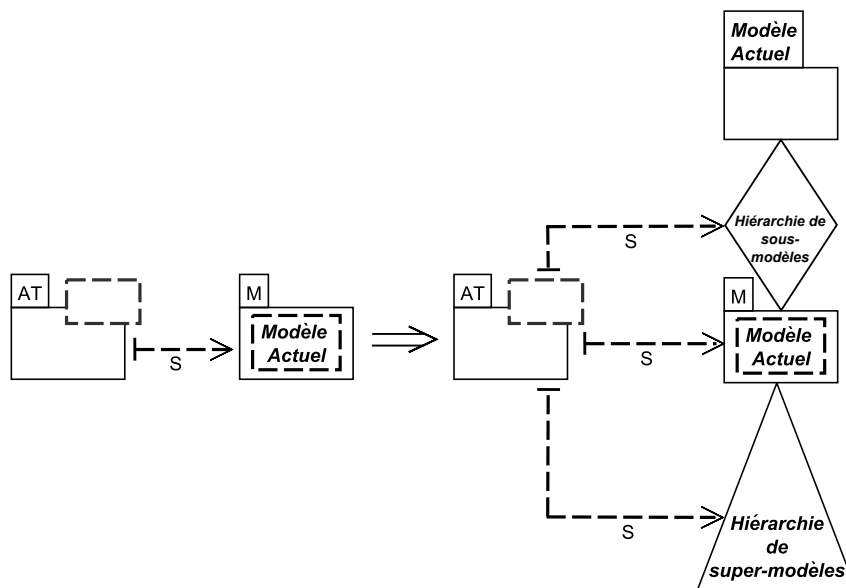 Modèle
Actuel
Hiérarchie de
sous-
modèles
S
AT
M
Modèle
Actuel
S
AT
M
Modèle
Actuel
S
Hiérarchie
de
super-modèles
S